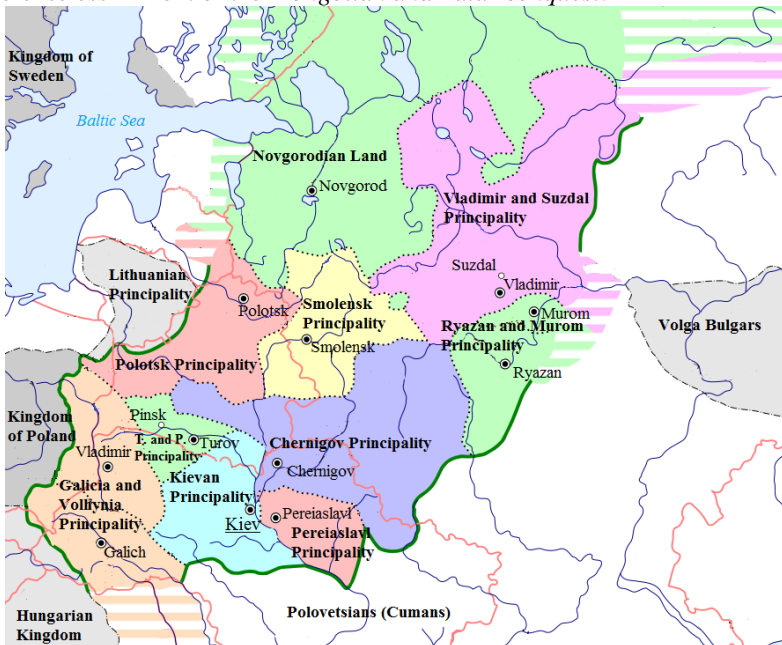 Kingdom of
Sweden
Baltic Sea
Novgorodian Land
Novgorod
Vladimir and Suzdal
Principality
Suzdal
Vladimir
Lithuanian
Principality
Polotsk
Smolensk
Principality
Murom
Ryazan and Murom
Principality
Volga Bulgars
Smolensk
Polotsk Principality
Ryazan
Kingdom
of Poland
Pinsk
T. and P.
Principality
Turov
Chernigov Principality
Vladimir
Chernigov
Kievan
Principality
Galicia and
Volhynia
Principality
Kiev
Pereiaslavl
Pereiaslavl
Principality
Galich
Hungarian
Kingdom
Polovetsians (Cumans)